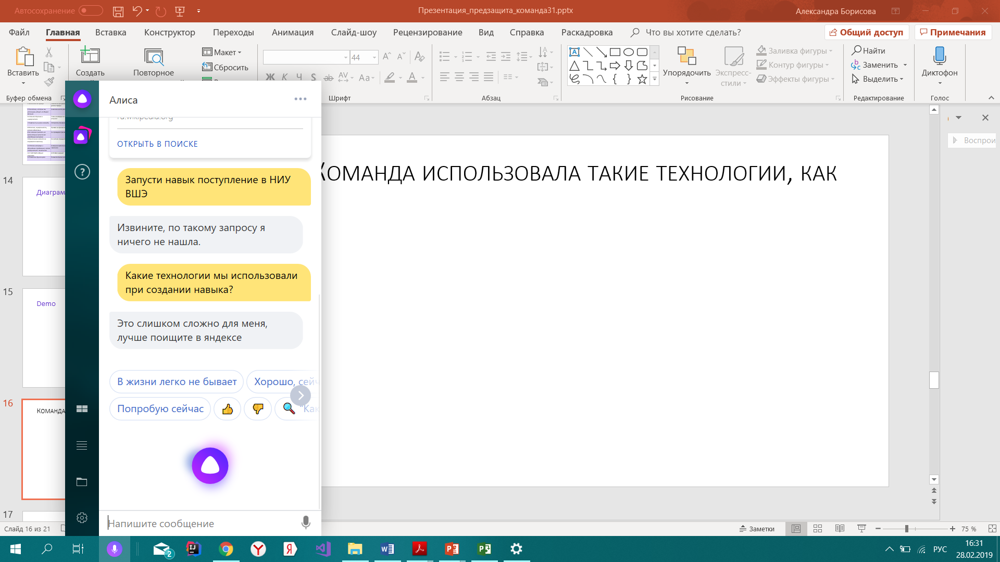 Автосохранение
Презентация_предзащита_команда31.pptx
Александра Борисова
Файл Главная Вставка Конструктор Переходы Анимация Слайд-шоу Рецензирование Вид Справка Раскадровка Что вы хотите сделать?
Общий доступ
Примечания
Вставить
Буфер обмена
Создать
Повторное
Макет
Сбросить
44
Ж К Ч S ab AV Aa A
Шрифт
Абзац
Упорядочить
Экспресс-
стили
Заливка фигуры
Контур фигуры
Эффекты фигуры
Рисование
Найти
Заменить
Выделить
Редактирование
Диктофон
Голос
14
Диаграм
15
Demo
16
Команда
17
Алиса
ru.wikipedia.org
ОТКРЫТЬ В ПОИСКЕ
Запусти навык поступление в НИУ
ВШЭ
Извините, по такому запросу я
ничего не нашла.
Какие технологии мы использовали
при создании навыка?
Это слишком сложно для меня,
лучше поищите в яндексе
В жизни легко не бывает
Хорошо, сейч
Попробую сейчас
"Как
Напишите сообщение
Команда использовала такие технологии, как
Воспрои
Слайд 16 из 21
Заметки
75 %
2
РУС
16:31
28.02.2019